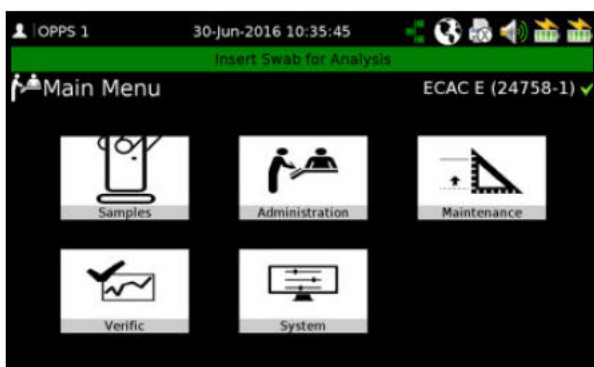 OPPS 1 30-Jun-2016 10:35:45
Insert Swab for Analysis
Main Menu ECAC E (24758-1)
Samples Administration Maintenance
Verific System